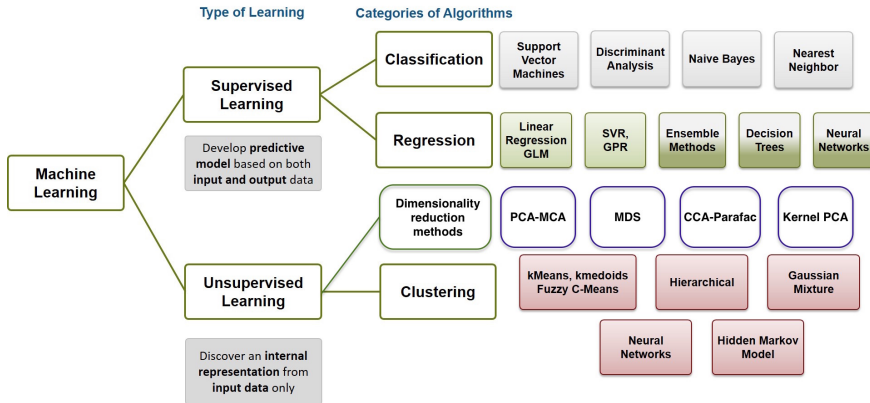 Type of Learning
Categories of Algorithms
Machine
Learning
Supervised
Learning
Develop predictive
model based on both
input and output data
Classification
Support
Vector
Machines
Discriminant
Analysis
Naive Bayes
Nearest
Neighbor
Regression
Linear
Regression
GLM
SVR,
GPR
Ensemble
Methods
Decision
Trees
Neural
Networks
Unsupervised
Learning
Discover an internal
representation from
input data only
Dimensionality
reduction
methods
PCA-MCA
MDS
CCA-Parafac
Kernel PCA
Clustering
kMeans, kmedoids
Fuzzy C-Means
Hierarchical
Gaussian
Mixture
Neural
Networks
Hidden Markov
Model